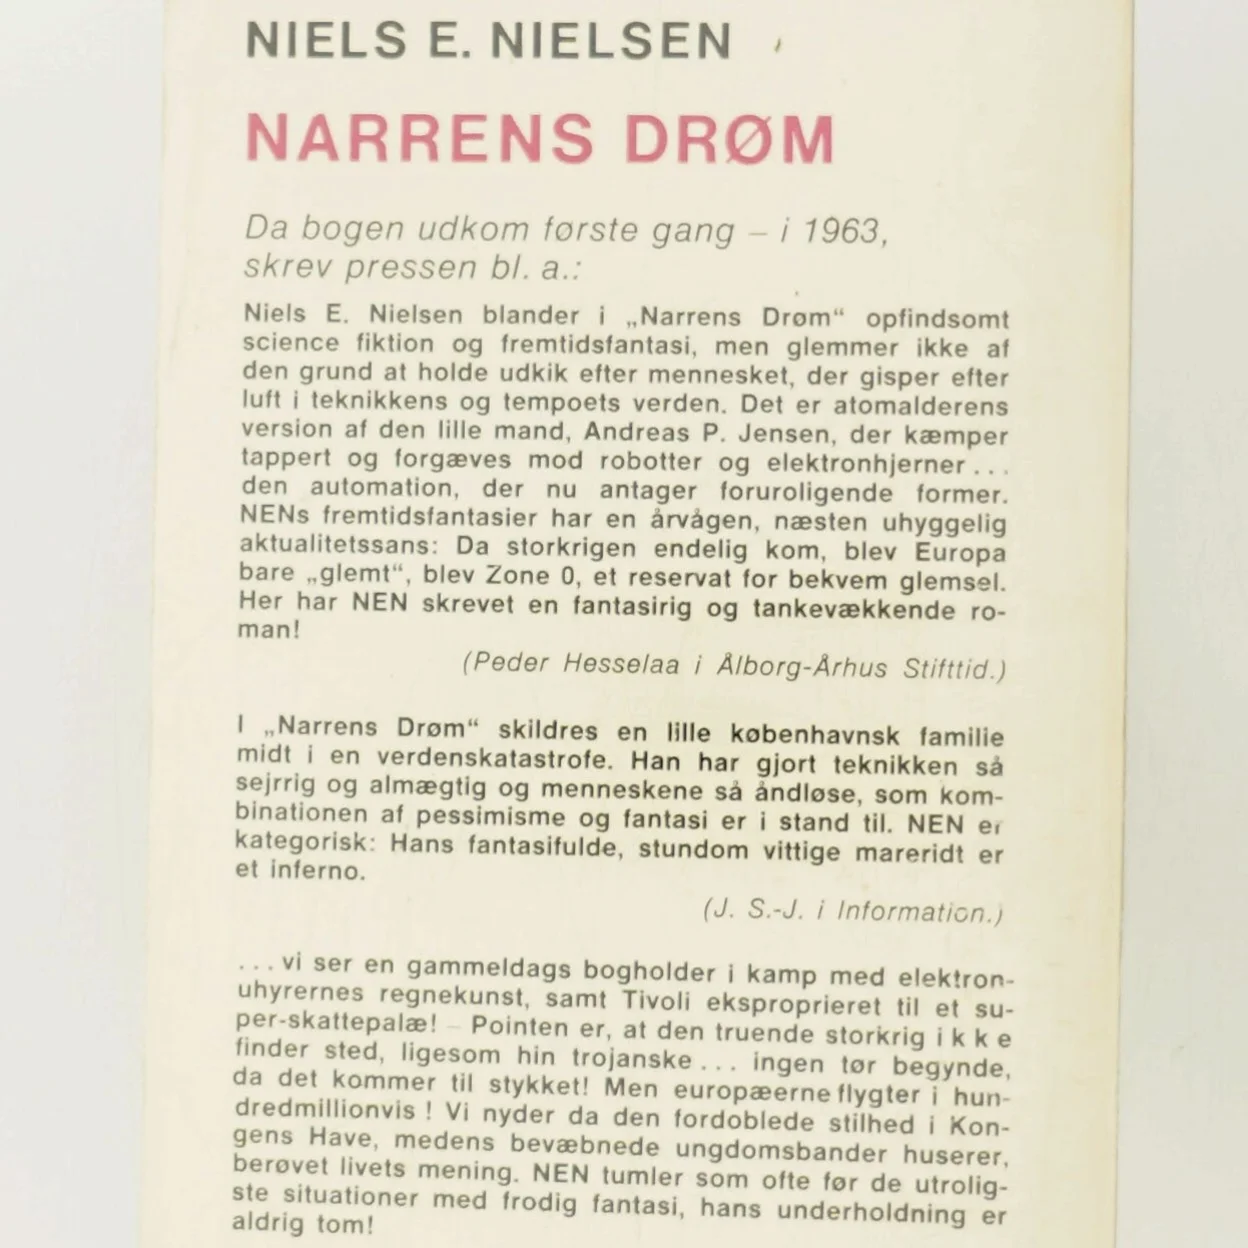 NIELS E. NIELSEN
NARRENS DRØM
Da bogen udkom første gang – i 1963,
skrev pressen bl. a.:
Niels E. Nielsen blander i „Narrens Drøm“ opfindsomt
science fiktion og fremtidsfantasi, men glemmer ikke af
den grund at holde udkik efter mennesket, der gisper efter
luft i teknikkens og tempoets verden. Det er atomalderens
version af den lille mand, Andreas P. Jensen, der kæmper
tappert og forgæves mod robotter og elektronhjerner...
den automation, der nu antager foruroligende former.
NENs fremtidsfantasier har en årvågen, næsten uhyggelig
aktualitetssans: Da storkrigen endelig kom, blev Europa
bare „glemt“, blev Zone 0, et reservat for bekvem glemsel.
Her har NEN skrevet en fantasirig og tankevækkende ro-
man!
(Peder Hesselaa i Ålborg-Århus Stifttid.)
I „Narrens Drøm“ skildres en lille københavnsk familie
midt i en verdenskatastrofe. Han har gjort teknikken så
sejrrig og almægtig og menneskene så åndløse, som kom-
binationen af pessimisme og fantasi er i stand til. NEN er
kategorisk: Hans fantasifulde, stundom vittige mareridt er
et inferno.
(J. S.-J. i Information.)
...vi ser en gammeldags bogholder i kamp med elektron-
uhyrernes regnekunst, samt Tivoli eksproprieret til et su-
per-skattepalæ! – Pointen er, at den truende storkrig i k k e
finder sted, ligesom hin trojanske... ingen tør begynde,
da det kommer til stykket! Men europæerne flygter i hun-
dredmillionvis ! Vi nyder da den fordoblede stilhed i Kon-
gens Have, medens bevæbnede ungdomsbander huserer,
berøvet livets mening. NEN tumler som ofte før de utrolig-
ste situationer med frodig fantasi, hans underholdning er
aldrig tom!